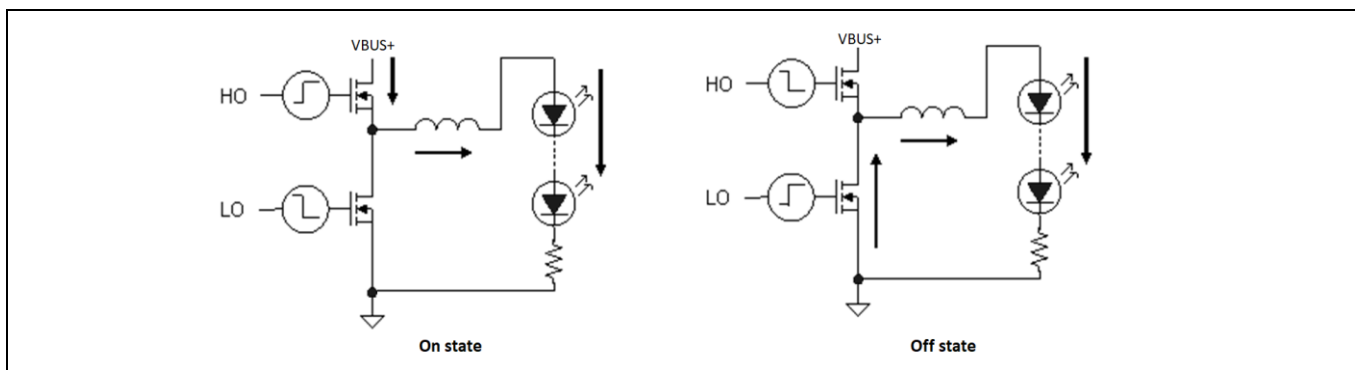 VBUS+
HO
LO
On state
VBUS+
HO
LO
Off state